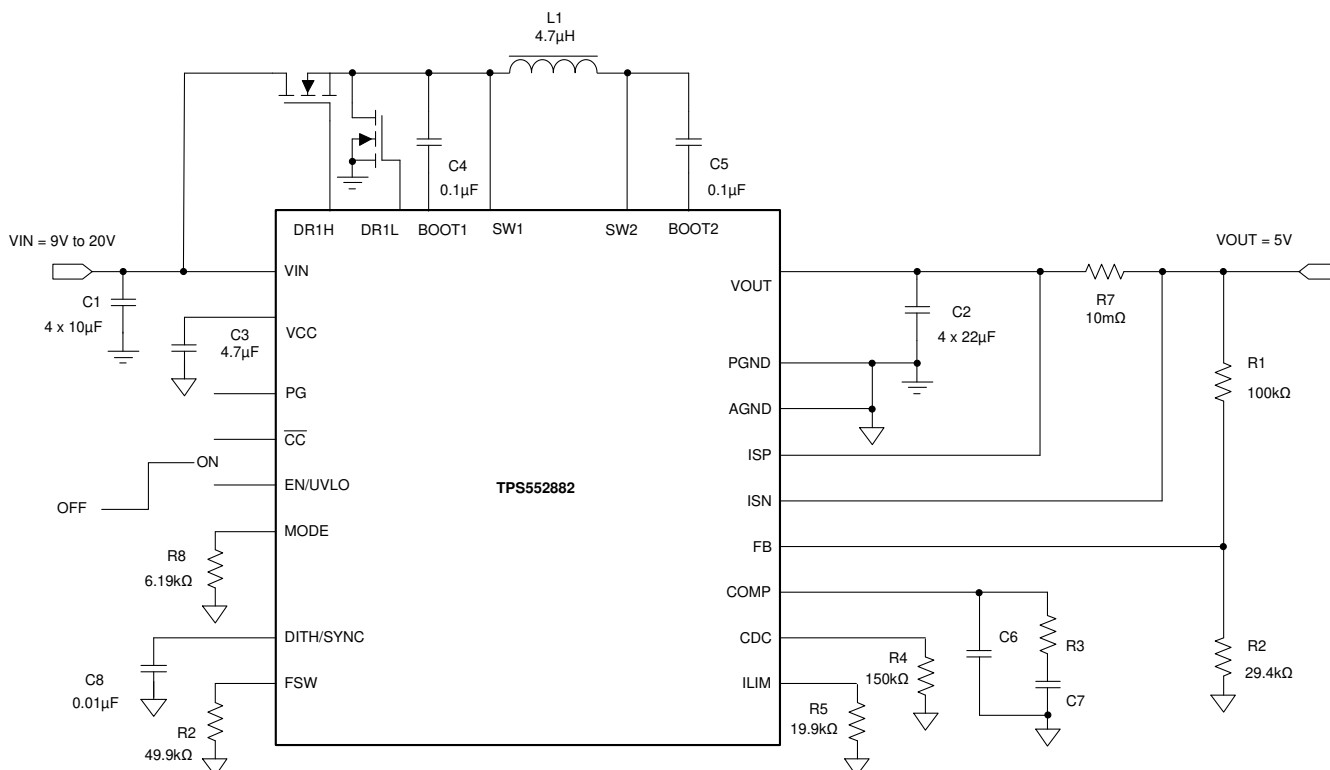 L1
4.7µH
C4
0.1µF
C5
0.1µF
DR1H
DR1L
BOOT1
SW1
SW2
BOOT2
VIN = 9V to 20V
VOUT = 5V
VIN
VOUT
C1
4 x 10µF
C3
4.7µF
VCC
C2
4 x 22µF
R7
10mΩ
PGND
R1
100kΩ
PG
AGND
CC
ISP
ON
OFF
EN/UVLO
TPS552882
ISN
MODE
FB
R8
6.19kΩ
COMP
DITH/SYNC
CDC
C6
R3
R2
29.4kΩ
C8
0.01µF
FSW
ILIM
R4
150kΩ
C7
R2
49.9kΩ
R5
19.9kΩ